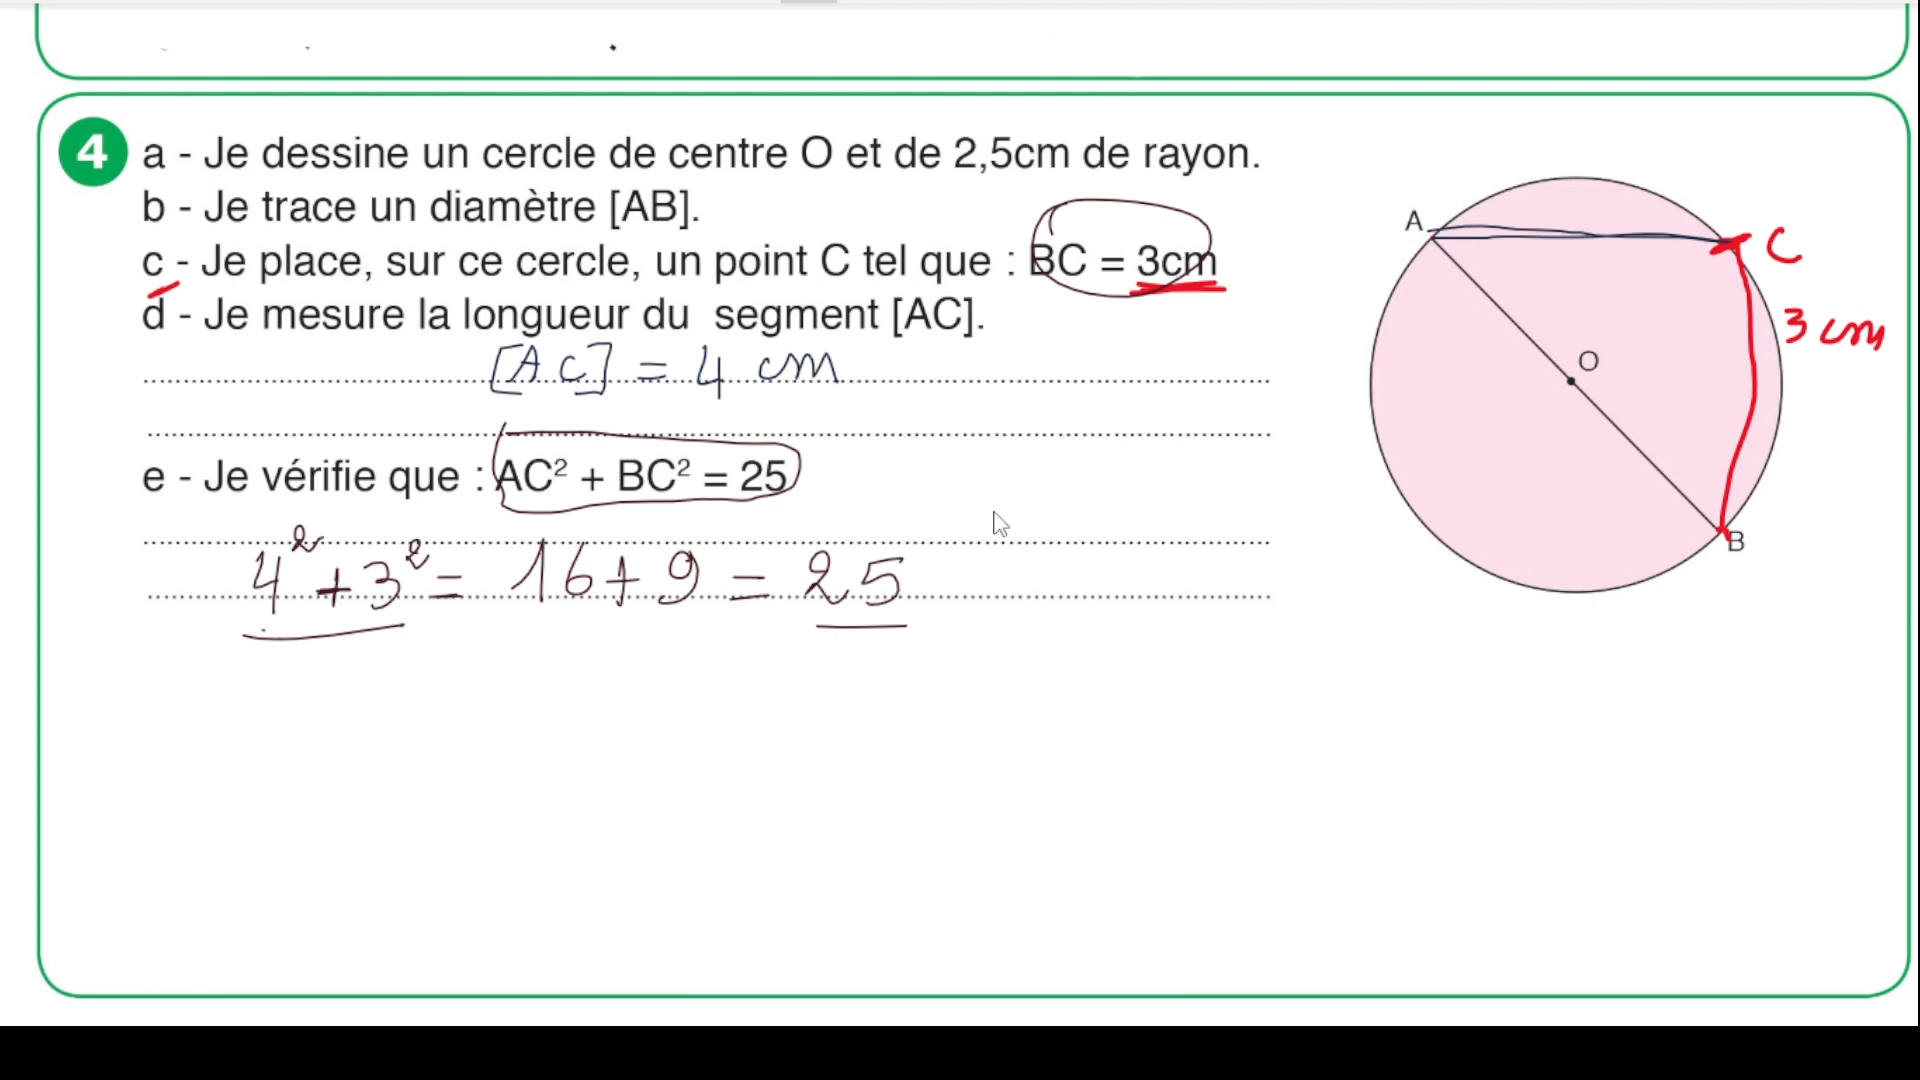 4
a - Je dessine un cercle de centre O et de 2,5cm de rayon.
b - Je trace un diamètre [AB].
c - Je place, sur ce cercle, un point C tel que : BC = 3cm
d - Je mesure la longueur du segment [AC].
[AC] = 4 cm
e - Je vérifie que : AC² + BC² = 25
4² + 3² = 16 + 9 = 25
A
C
3 cm
O
B